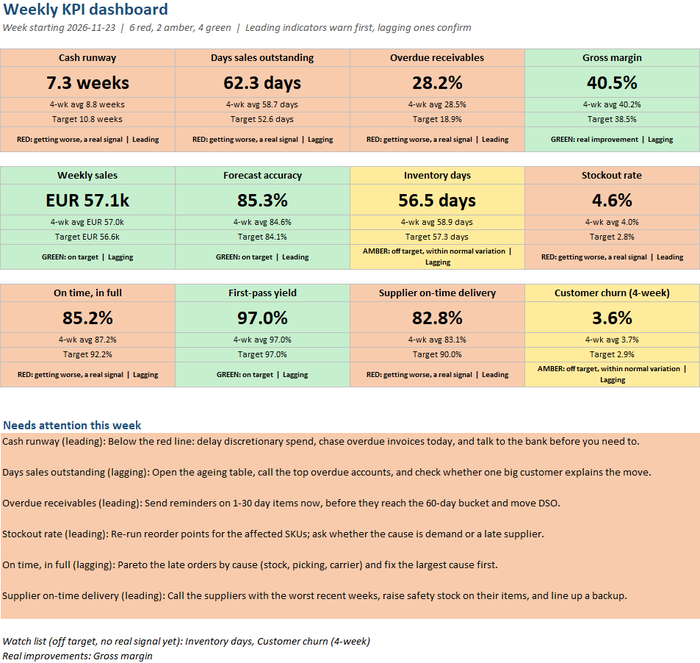 Weekly KPI dashboard
Week starting 2026-11-23 | 6 red, 2 amber, 4 green | Leading indicators warn first, lagging ones confirm
Cash runway
7.3 weeks
4-wk avg 8.8 weeks
Target 10.8 weeks
RED: getting worse, a real signal | Leading
Days sales outstanding
62.3 days
4-wk avg 58.7 days
Target 52.6 days
RED: getting worse, a real signal | Lagging
Overdue receivables
28.2%
4-wk avg 28.5%
Target 18.9%
RED: getting worse, a real signal | Leading
Gross margin
40.5%
4-wk avg 40.2%
Target 38.5%
GREEN: real improvement | Lagging
Weekly sales
EUR 57.1k
4-wk avg EUR 57.0k
Target EUR 56.6k
GREEN: on target | Lagging
Forecast accuracy
85.3%
4-wk avg 84.6%
Target 84.1%
GREEN: on target | Leading
Inventory days
56.5 days
4-wk avg 58.9 days
Target 57.3 days
AMBER: off target, within normal variation |
Lagging
Stockout rate
4.6%
4-wk avg 4.0%
Target 2.8%
RED: getting worse, a real signal | Leading
On time, in full
85.2%
4-wk avg 87.2%
Target 92.2%
RED: getting worse, a real signal | Lagging
First-pass yield
97.0%
4-wk avg 97.0%
Target 97.0%
GREEN: on target | Lagging
Supplier on-time delivery
82.8%
4-wk avg 83.1%
Target 90.0%
RED: getting worse, a real signal | Leading
Customer churn (4-week)
3.6%
4-wk avg 3.7%
Target 2.9%
AMBER: off target, within normal variation |
Lagging
Needs attention this week
Cash runway (leading): Below the red line: delay discretionary spend, chase overdue invoices today, and talk to the bank before you need to.
Days sales outstanding (lagging): Open the ageing table, call the top overdue accounts, and check whether one big customer explains the move.
Overdue receivables (leading): Send reminders on 1-30 day items now, before they reach the 60-day bucket and move DSO.
Stockout rate (leading): Re-run reorder points for the affected SKUs; ask whether the cause is demand or a late supplier.
On time, in full (lagging): Pareto the late orders by cause (stock, picking, carrier) and fix the largest cause first.
Supplier on-time delivery (leading): Call the suppliers with the worst recent weeks, raise safety stock on their items, and line up a backup.
Watch list (off target, no real signal yet): Inventory days, Customer churn (4-week)
Real improvements: Gross margin